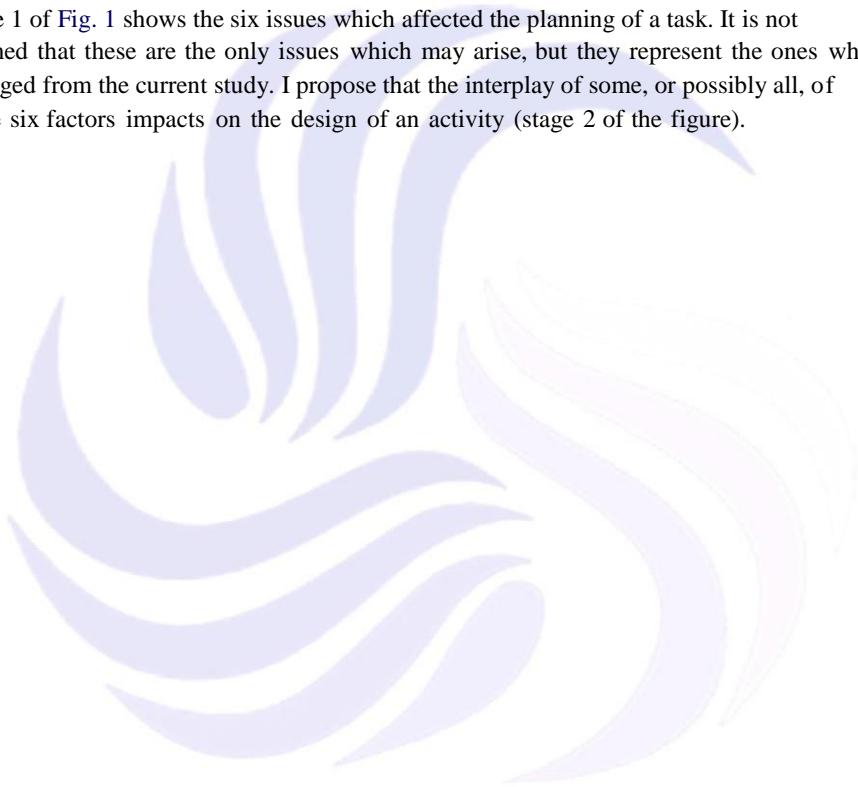 e 1 of Fig. 1 shows the six issues which affected the planning of a task. It is not
ned that these are the only issues which may arise, but they represent the ones wh
ged from the current study. I propose that the interplay of some, or possibly all, of
e six factors impacts on the design of an activity (stage 2 of the figure).